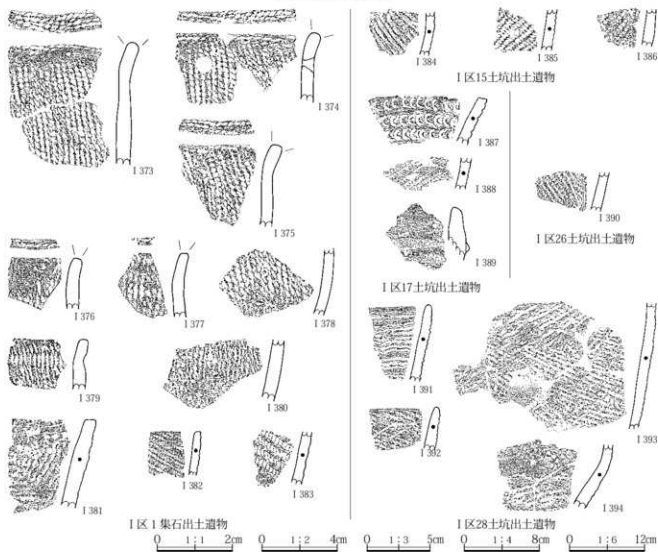 I 373
I 374
I 375
I 376
I 377
I 378
I 379
I 380
I 381
I 382
I 383
I区1集石出土遺物
I 384
I 385
I 386
I区15土坑出土遺物
I 387
I 388
I 389
I区17土坑出土遺物
I 390
I区26土坑出土遺物
I 391
I 392
I 393
I 394
I区28土坑出土遺物
0 1:1 2cm
0 1:2 4cm
0 1:3 5cm
0 1:4 8cm
0 1:6 12cm